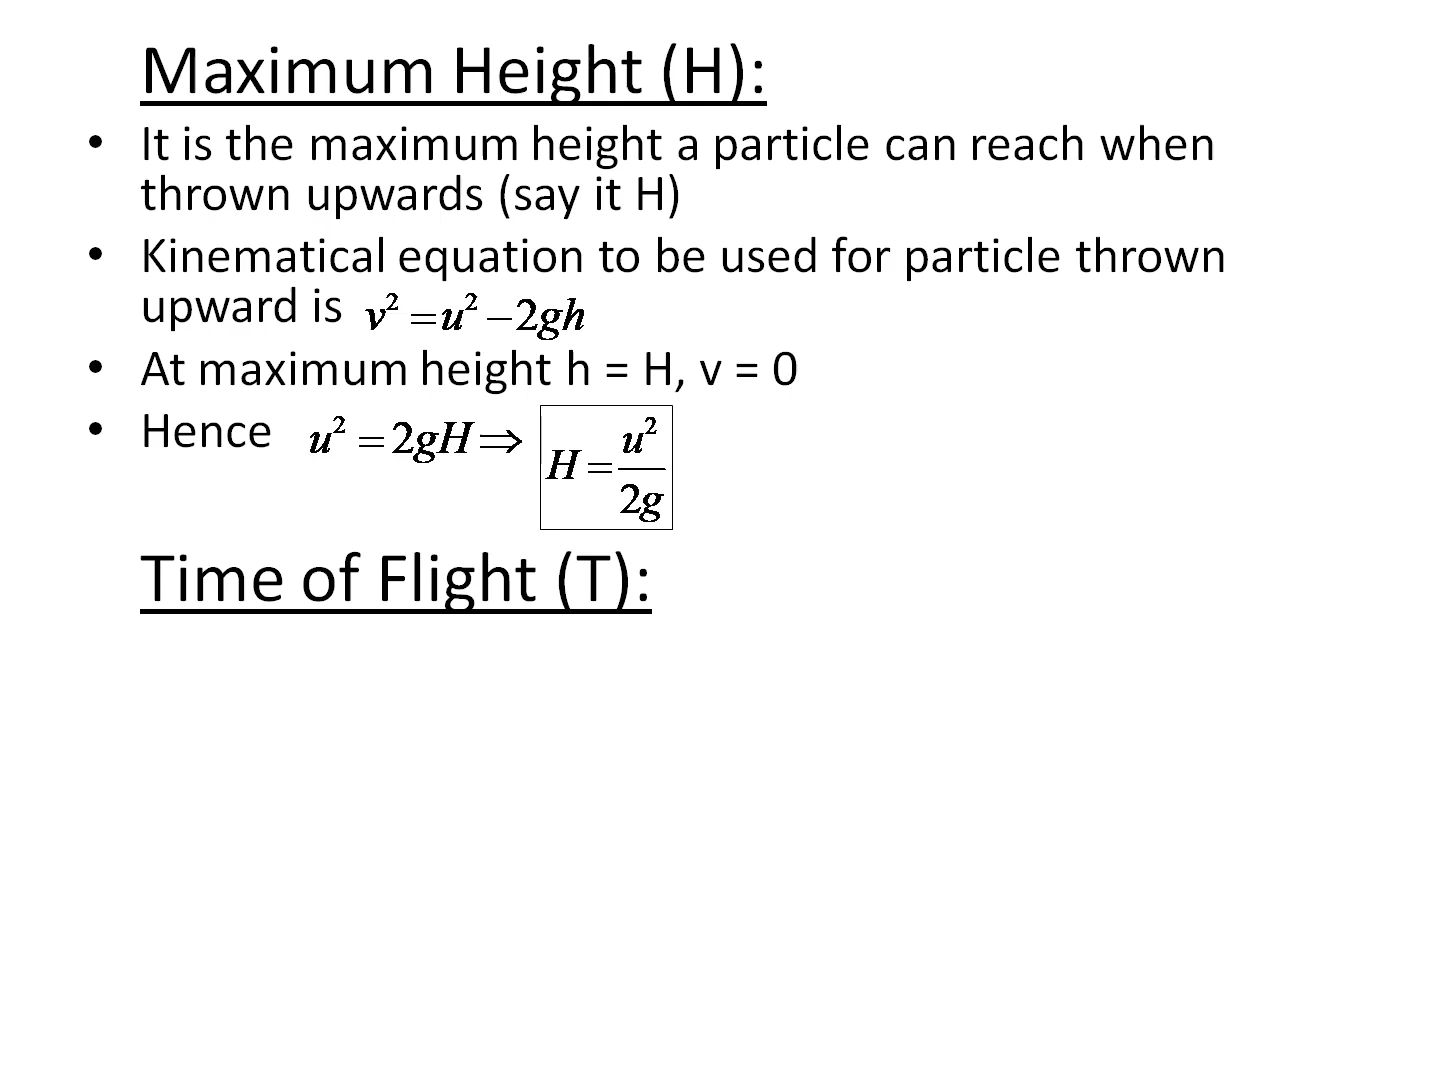 Maximum Height (H):
• It is the maximum height a particle can reach when
thrown upwards (say it H)
• Kinematical equation to be used for particle thrown
upward is v² = u² − 2gh
• At maximum height h = H, v = 0
• Hence u² = 2gH ⇒ H = u²/2g
Time of Flight (T):